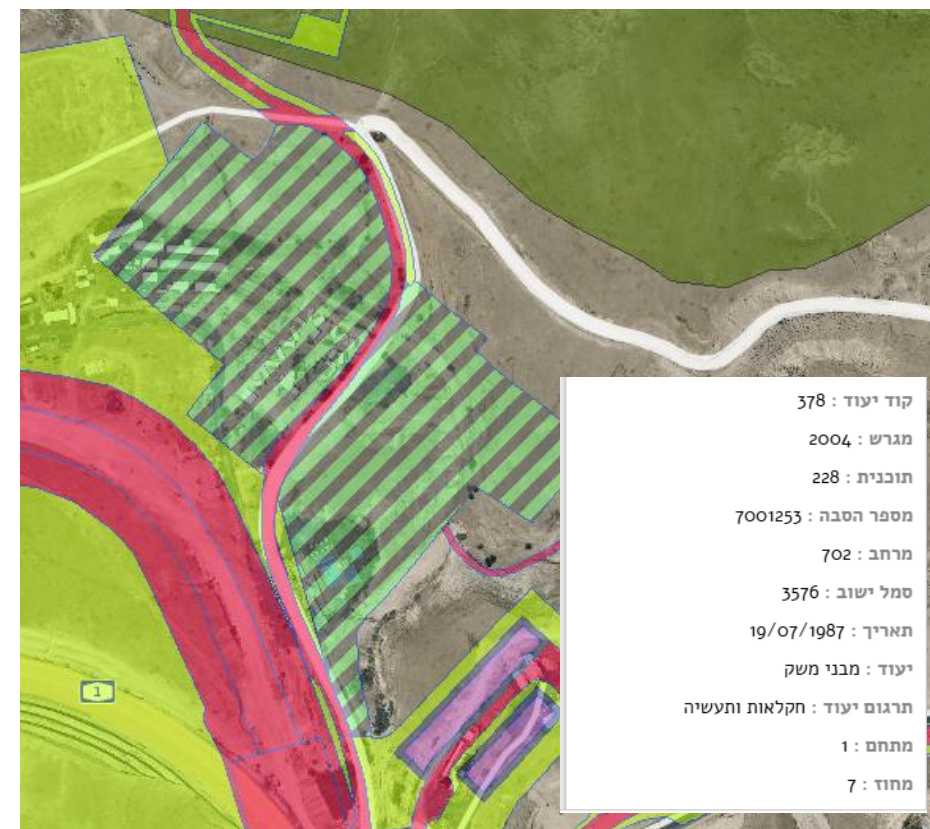 1
קוד יעוד : 378
מגרש : 2004
תוכנית : 228
מספר הסבה : 7001253
מרחב : 702
סמל ישוב : 3576
תאריך : 19/07/1987
יעוד : מבני משק
תרגום יעוד : חקלאות ותעשיה
מתחם : 1
מחוז : 7